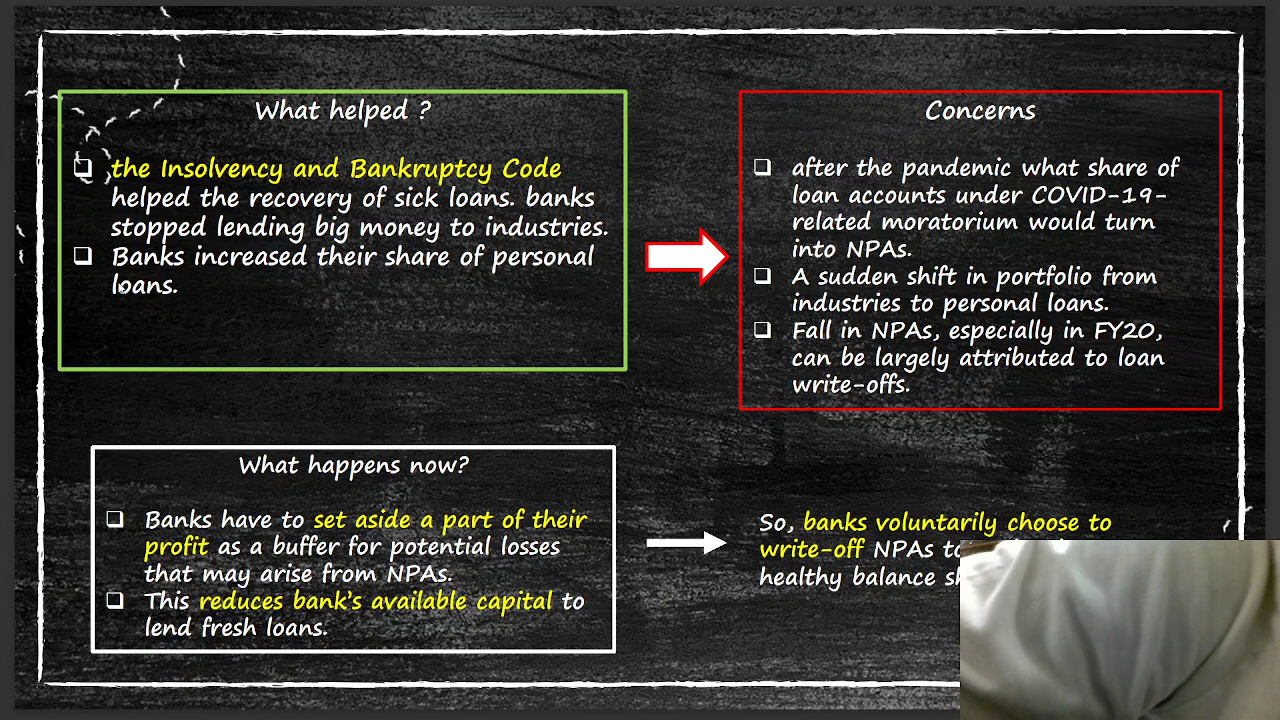 What helped ?
the Insolvency and Bankruptcy Code
helped the recovery of sick loans. banks
stopped lending big money to industries.
Banks increased their share of personal
loans.
Concerns
after the pandemic what share of
loan accounts under COVID-19-
related moratorium would turn
into NPAs.
A sudden shift in portfolio from
industries to personal loans.
Fall in NPAs, especially in FY20,
can be largely attributed to loan
write-offs.
What happens now?
Banks have to set aside a part of their
profit as a buffer for potential losses
that may arise from NPAs.
This reduces bank's available capital to
lend fresh loans.
So, banks voluntarily choose to
write-off NPAs to
healthy balance